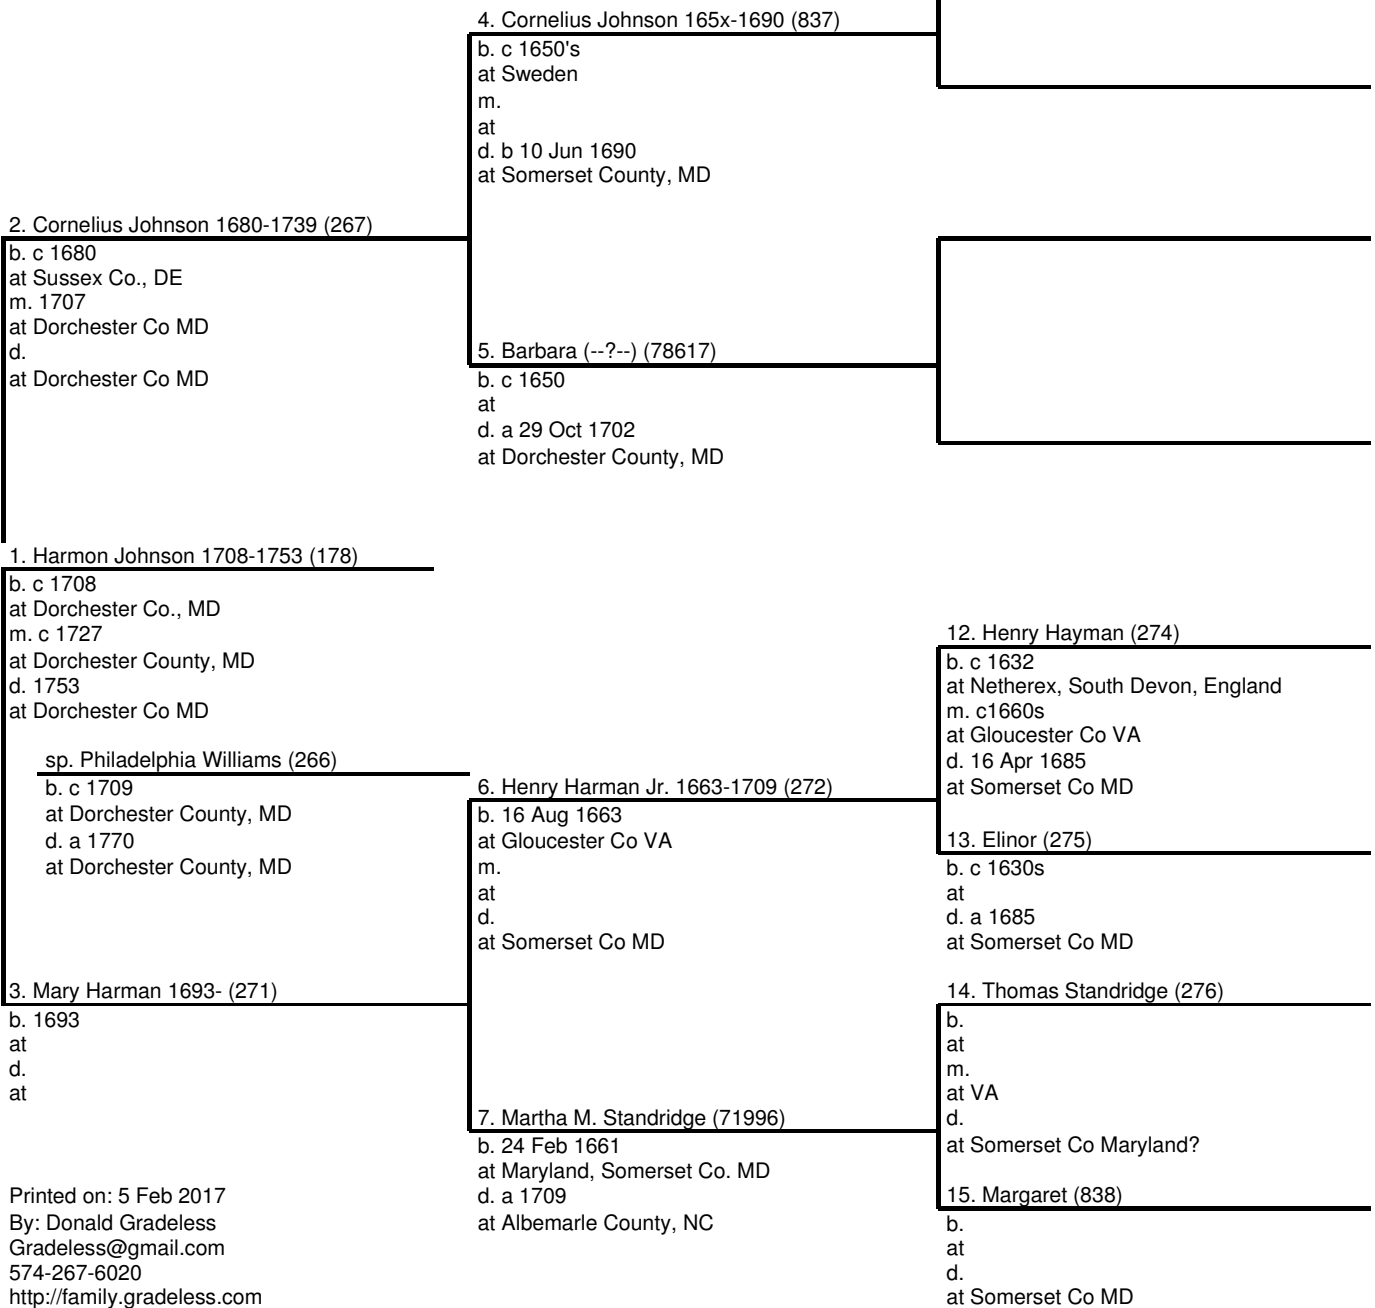 4. Cornelius Johnson 165x-1690 (837)
b. c 1650's
at Sweden
m.
at
d. b 10 Jun 1690
at Somerset County, MD
2. Cornelius Johnson 1680-1739 (267)
b. c 1680
at Sussex Co., DE
m. 1707
at Dorchester Co MD
d.
at Dorchester Co MD
5. Barbara (--?--) (78617)
b. c 1650
at
d. a 29 Oct 1702
at Dorchester County, MD
1. Harmon Johnson 1708-1753 (178)
b. c 1708
at Dorchester Co., MD
m. c 1727
at Dorchester County, MD
d. 1753
at Dorchester Co MD
sp. Philadelphia Williams (266)
b. c 1709
at Dorchester County, MD
d. a 1770
at Dorchester County, MD
12. Henry Hayman (274)
b. c 1632
at Netherex, South Devon, England
m. c1660s
at Gloucester Co VA
d. 16 Apr 1685
at Somerset Co MD
6. Henry Harman Jr. 1663-1709 (272)
b. 16 Aug 1663
at Gloucester Co VA
m.
at
d.
at Somerset Co MD
13. Elinor (275)
b. c 1630s
at
d. a 1685
at Somerset Co MD
3. Mary Harman 1693- (271)
b. 1693
at
d.
at
14. Thomas Standridge (276)
b.
at
m.
at VA
d.
at Somerset Co Maryland?
7. Martha M. Standridge (71996)
b. 24 Feb 1661
at Maryland, Somerset Co. MD
d. a 1709
at Albemarle County, NC
15. Margaret (838)
b.
at
d.
at Somerset Co MD
Printed on: 5 Feb 2017
By: Donald Gradeless
Gradeless@gmail.com
574-267-6020
http://family.gradeless.com